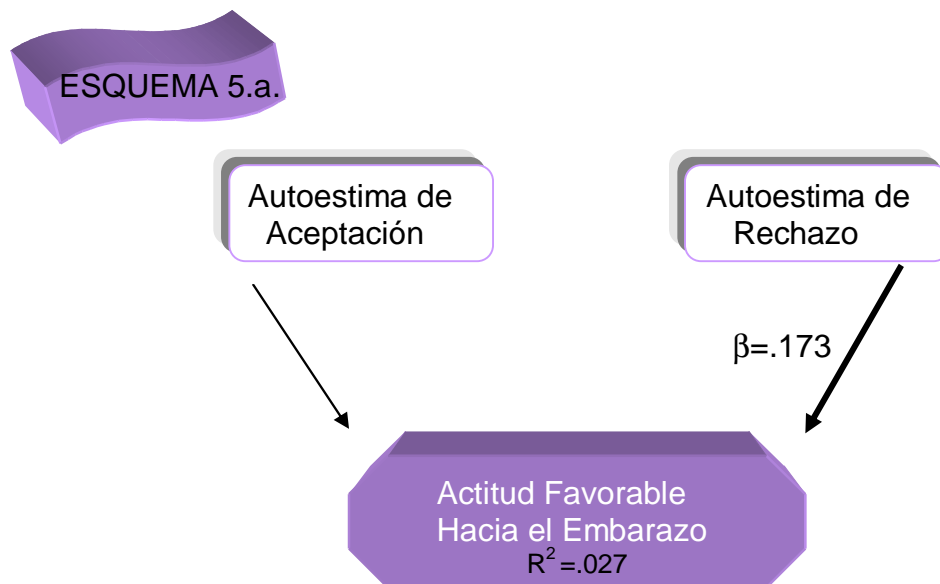 ESQUEMA 5.a.
Autoestima de
Aceptación
Autoestima de
Rechazo
β=.173
Actitud Favorable
Hacia el Embarazo
R² =.027